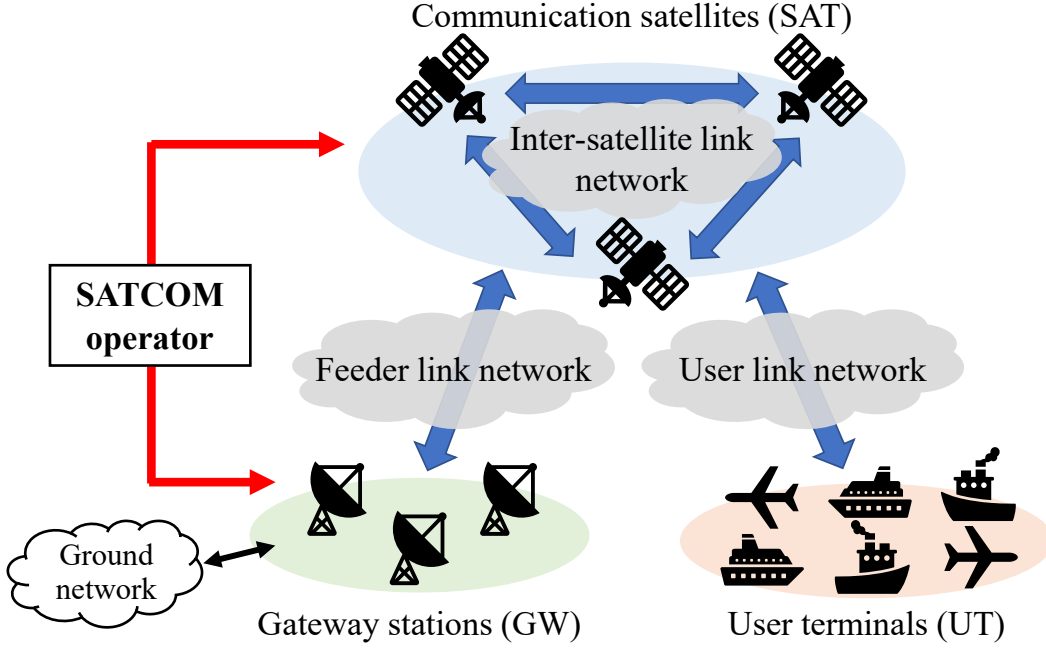 Communication satellites (SAT)
Inter-satellite link
network
SATCOM
operator
Feeder link network
User link network
Ground
network
Gateway stations (GW)
User terminals (UT)